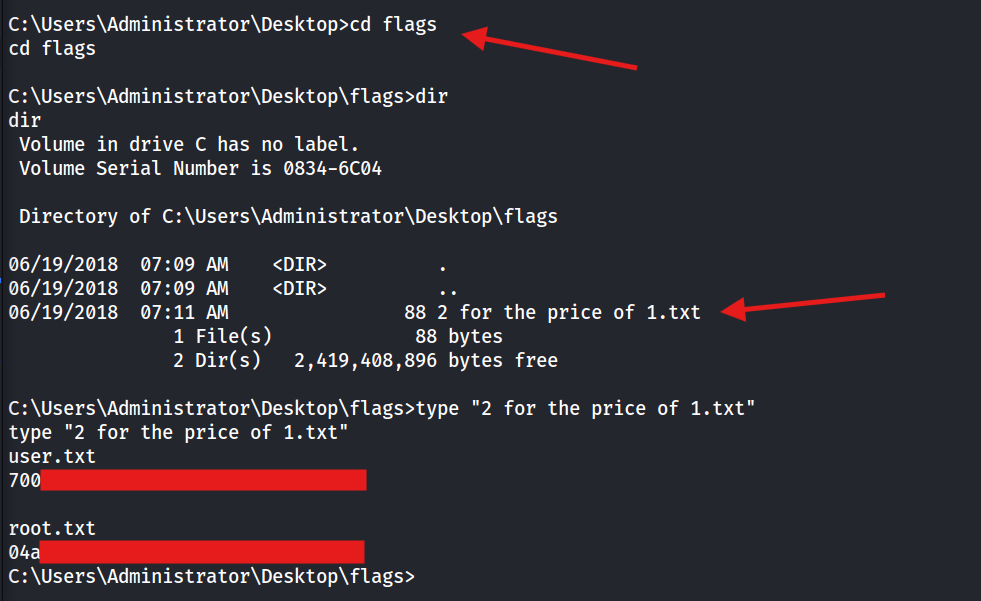 C:\Users\Administrator\Desktop>cd flags
cd flags
C:\Users\Administrator\Desktop\flags>dir
dir
 Volume in drive C has no label.
 Volume Serial Number is 0834-6C04
 Directory of C:\Users\Administrator\Desktop\flags
06/19/2018  07:09 AM    <DIR>          .
06/19/2018  07:09 AM    <DIR>          ..
06/19/2018  07:11 AM                88 2 for the price of 1.txt
               1 File(s)             88 bytes
               2 Dir(s)   2,419,408,896 bytes free
C:\Users\Administrator\Desktop\flags>type "2 for the price of 1.txt"
type "2 for the price of 1.txt"
user.txt
700
root.txt
04a
C:\Users\Administrator\Desktop\flags>